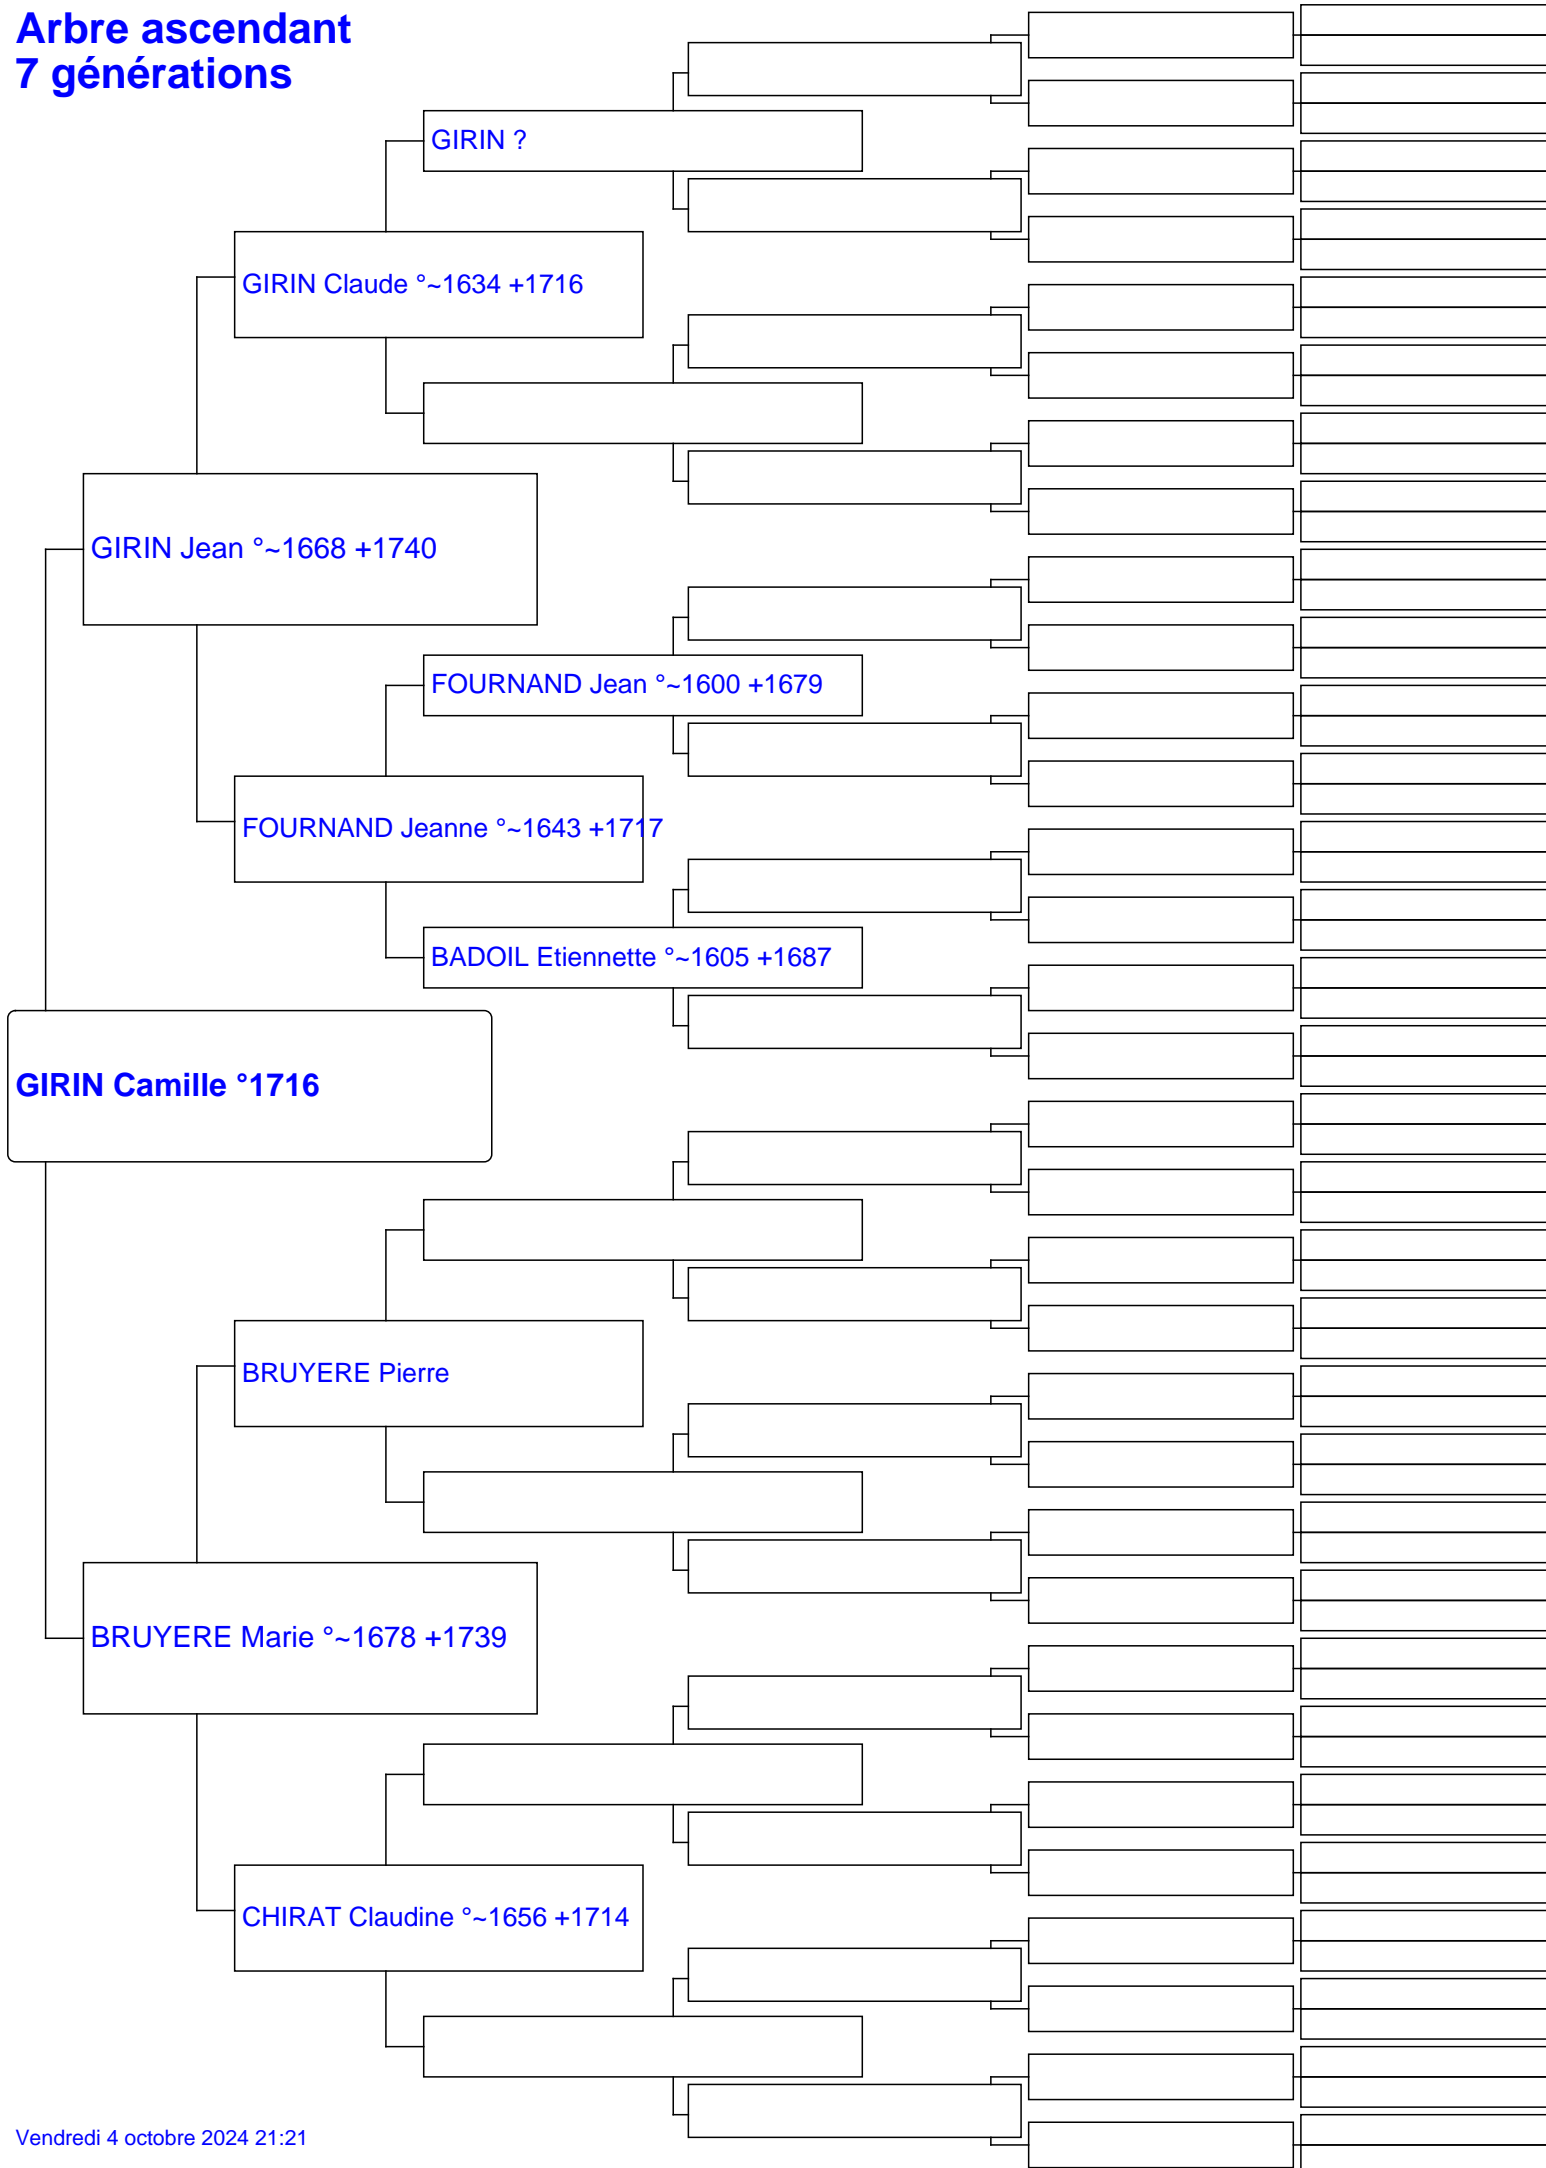 Arbre ascendant
7 générations
GIRIN ?
GIRIN Claude °~1634 +1716
GIRIN Jean °~1668 +1740
FOURNAND Jean °~1600 +1679
FOURNAND Jeanne °~1643 +1717
BADOIL Etiennette °~1605 +1687
GIRIN Camille °1716
BRUYERE Pierre
BRUYERE Marie °~1678 +1739
CHIRAT Claudine °~1656 +1714
Vendredi 4 octobre 2024 21:21